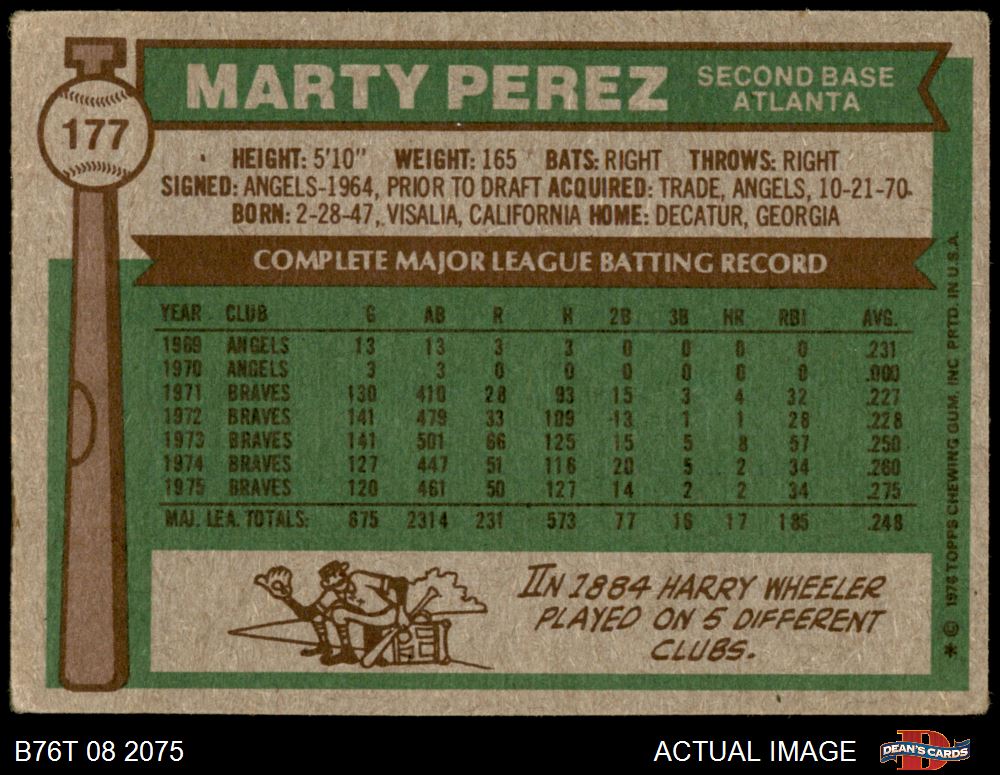 177
MARTY PEREZ SECOND BASE ATLANTA
HEIGHT: 5'10" WEIGHT: 165 BATS: RIGHT THROWS: RIGHT
SIGNED: ANGELS-1964, PRIOR TO DRAFT ACQUIRED: TRADE, ANGELS, 10-21-70
BORN: 2-28-47, VISALIA, CALIFORNIA HOME: DECATUR, GEORGIA
COMPLETE MAJOR LEAGUE BATTING RECORD
YEAR CLUB G AB R H 2B 3B HR RBI AVG.
1969 ANGELS 13 13 3 3 0 0 0 0 .231
1970 ANGELS 3 3 0 0 0 0 0 0 .000
1971 BRAVES 130 410 28 93 15 3 4 32 .227
1972 BRAVES 141 479 33 109 13 1 1 28 .228
1973 BRAVES 141 501 66 125 15 5 8 57 .250
1974 BRAVES 127 447 51 116 20 5 2 34 .260
1975 BRAVES 120 461 50 127 14 2 2 34 .275
MAJ. LEA. TOTALS: 675 2314 231 573 77 16 17 185 .248
IN 1884 HARRY WHEELER
PLAYED ON 5 DIFFERENT
CLUBS.
* © 1976 TOPPS CHEWING GUM, INC. PRTD. IN U.S.A.
B76T 08 2075 ACTUAL IMAGE D DEAN'S CARDS